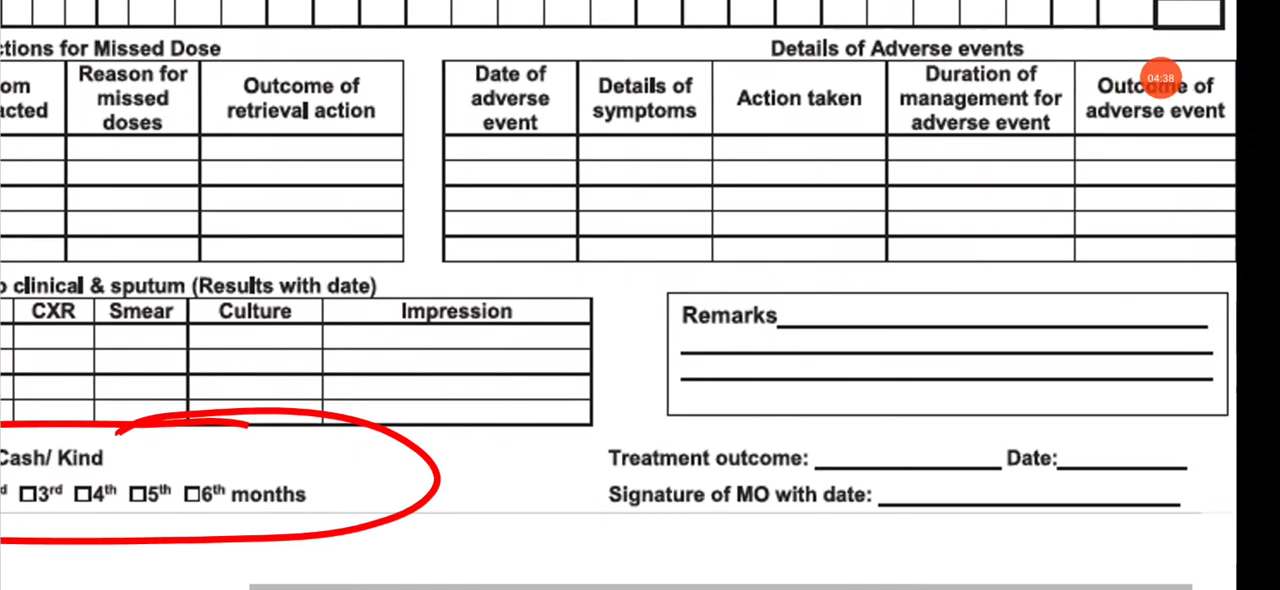 ctions for Missed Dose
om
acted
Reason for
missed
doses
Outcome of
retrieval action
Details of Adverse events
Date of
adverse
event
Details of
symptoms
Action taken
Duration of
management for
adverse event
Outcome of
adverse event
04:38
o clinical & sputum (Results with date)
CXR Smear Culture Impression
Remarks
Cash/ Kind
d 3rd 4th 5th 6th months
Treatment outcome: Date:
Signature of MO with date: